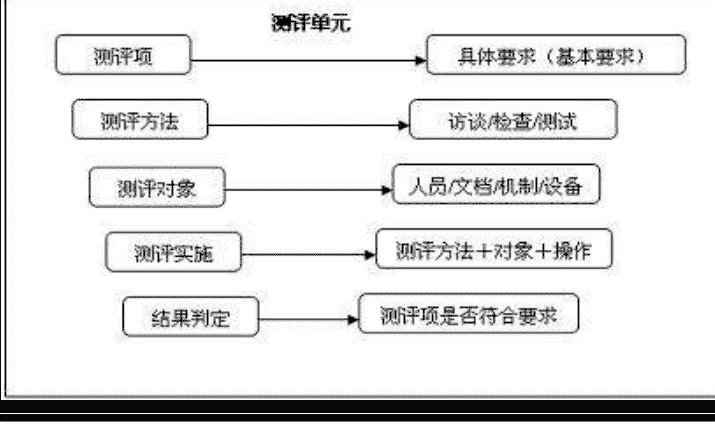 测评单元
测评项 具体要求（基本要求）
测评方法 访谈/检查/测试
测评对象 人员/文档/机制/设备
测评实施 测评方法＋对象＋操作
结果判定 测评项是否符合要求